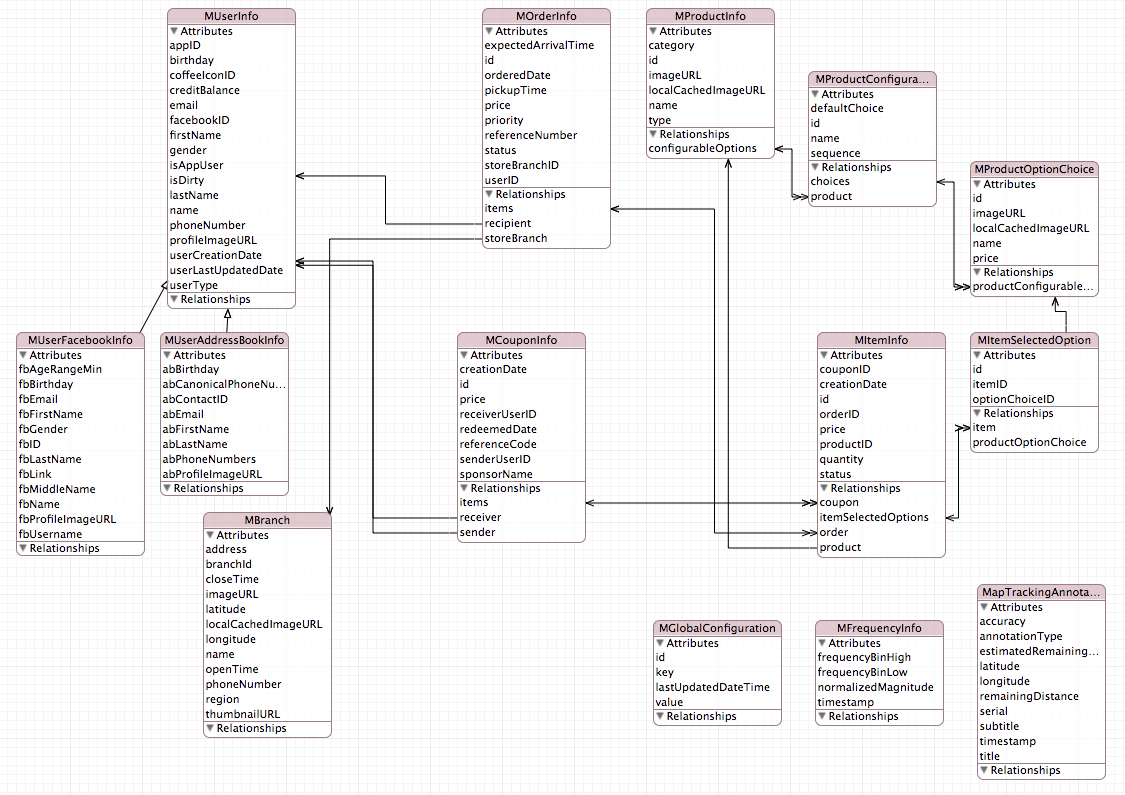 MUserInfo
Attributes
appID
birthday
coffeeIconID
creditBalance
email
facebookID
firstName
gender
isAppUser
isDirty
lastName
name
phoneNumber
profileImageURL
userCreationDate
userLastUpdatedDate
userType
Relationships
MOrderInfo
Attributes
expectedArrivalTime
id
orderedDate
pickupTime
price
priority
referenceNumber
status
storeBranchID
userID
Relationships
items
recipient
storeBranch
MProductInfo
Attributes
category
id
imageURL
localCachedImageURL
name
type
Relationships
configurableOptions
MProductConfigura...
Attributes
defaultChoice
id
name
sequence
Relationships
choices
product
MProductOptionChoice
Attributes
id
imageURL
localCachedImageURL
name
price
Relationships
productConfigurable...
MUserFacebookInfo
Attributes
fbAgeRangeMin
fbBirthday
fbEmail
fbFirstName
fbGender
fbID
fbLastName
fbLink
fbMiddleName
fbName
fbProfileImageURL
fbUsername
Relationships
MUserAddressBookInfo
Attributes
abBirthday
abCanonicalPhoneNu...
abContactID
abEmail
abFirstName
abLastName
abPhoneNumbers
abProfileImageURL
Relationships
MCouponInfo
Attributes
creationDate
id
price
receiverUserID
redeemedDate
referenceCode
senderUserID
sponsorName
Relationships
items
receiver
sender
MItemInfo
Attributes
couponID
creationDate
id
orderID
price
productID
quantity
status
Relationships
coupon
itemSelectedOptions
order
product
MItemSelectedOption
Attributes
id
itemID
optionChoiceID
Relationships
item
productOptionChoice
MBranch
Attributes
address
branchId
closeTime
imageURL
latitude
localCachedImageURL
longitude
name
openTime
phoneNumber
region
thumbnailURL
Relationships
MGlobalConfiguration
Attributes
id
key
lastUpdatedDateTime
value
Relationships
MFrequencyInfo
Attributes
frequencyBinHigh
frequencyBinLow
normalizedMagnitude
timestamp
Relationships
MapTrackingAnnota...
Attributes
accuracy
annotationType
estimatedRemaining...
latitude
longitude
remainingDistance
serial
subtitle
timestamp
title
Relationships